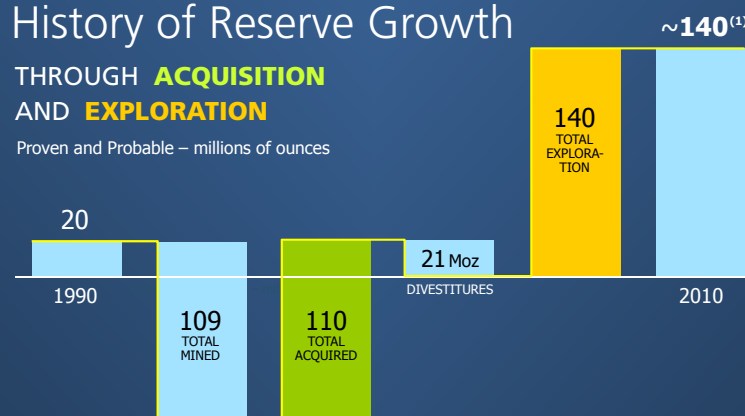 History of Reserve Growth
~140⁽¹⁾
THROUGH ACQUISITION
AND EXPLORATION
Proven and Probable – millions of ounces
20
1990
109
TOTAL
MINED
110
TOTAL
ACQUIRED
21 Moz
DIVESTITURES
140
TOTAL
EXPLORA-
TION
2010